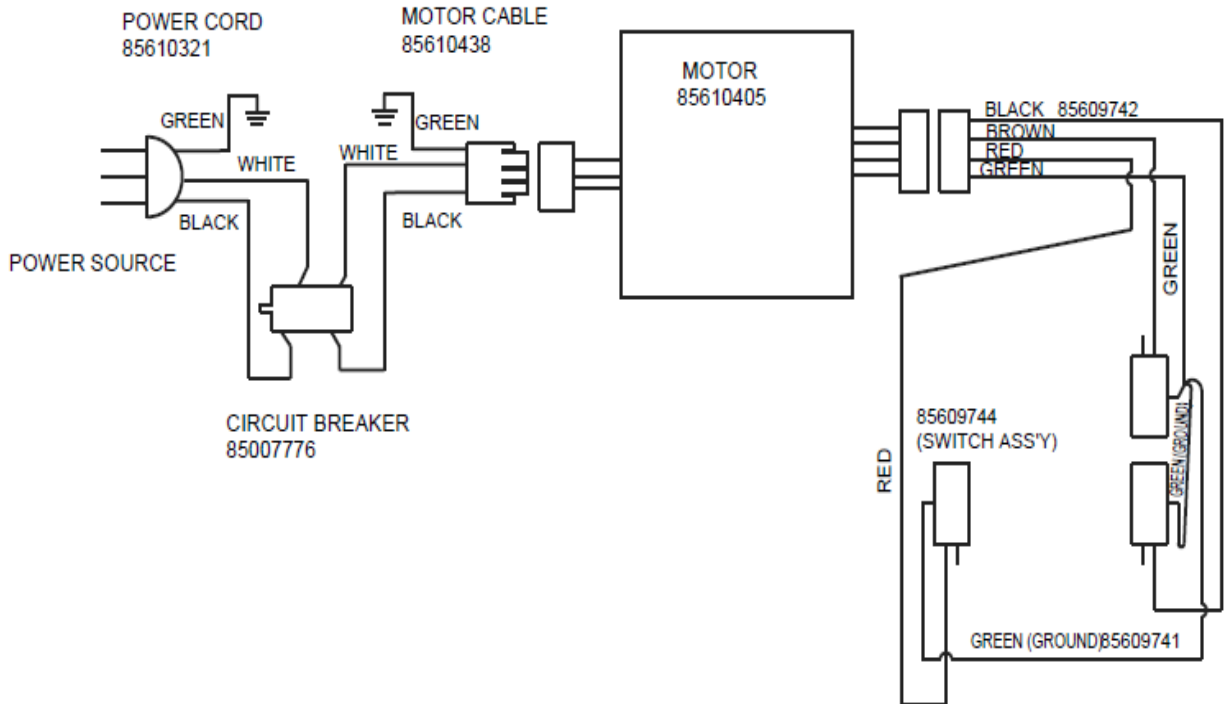 POWER CORD
85610321
MOTOR CABLE
85610438
MOTOR
85610405
GREEN
GREEN
WHITE
WHITE
BLACK
BLACK
POWER SOURCE
CIRCUIT BREAKER
85007776
BLACK 85609742
BROWN
RED
GREEN
GREEN
RED
85609744
(SWITCH ASS'Y)
GREEN (GROUND)
GREEN (GROUND)85609741